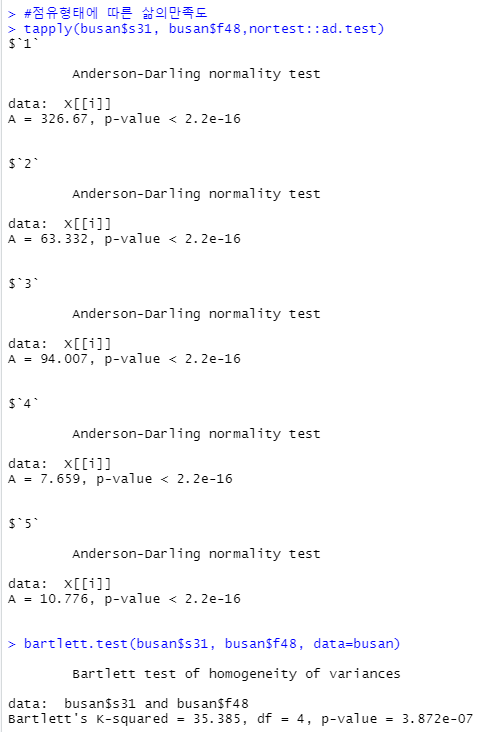 > #점유형태에 따른 삶의만족도
> tapply(busan$s31, busan$f48,nortest::ad.test)
$`1`
Anderson-Darling normality test
data:  X[[i]]
A = 326.67, p-value < 2.2e-16
$`2`
Anderson-Darling normality test
data:  X[[i]]
A = 63.332, p-value < 2.2e-16
$`3`
Anderson-Darling normality test
data:  X[[i]]
A = 94.007, p-value < 2.2e-16
$`4`
Anderson-Darling normality test
data:  X[[i]]
A = 7.659, p-value < 2.2e-16
$`5`
Anderson-Darling normality test
data:  X[[i]]
A = 10.776, p-value < 2.2e-16
> bartlett.test(busan$s31, busan$f48, data=busan)
Bartlett test of homogeneity of variances
data:  busan$s31 and busan$f48
Bartlett's K-squared = 35.385, df = 4, p-value = 3.872e-07